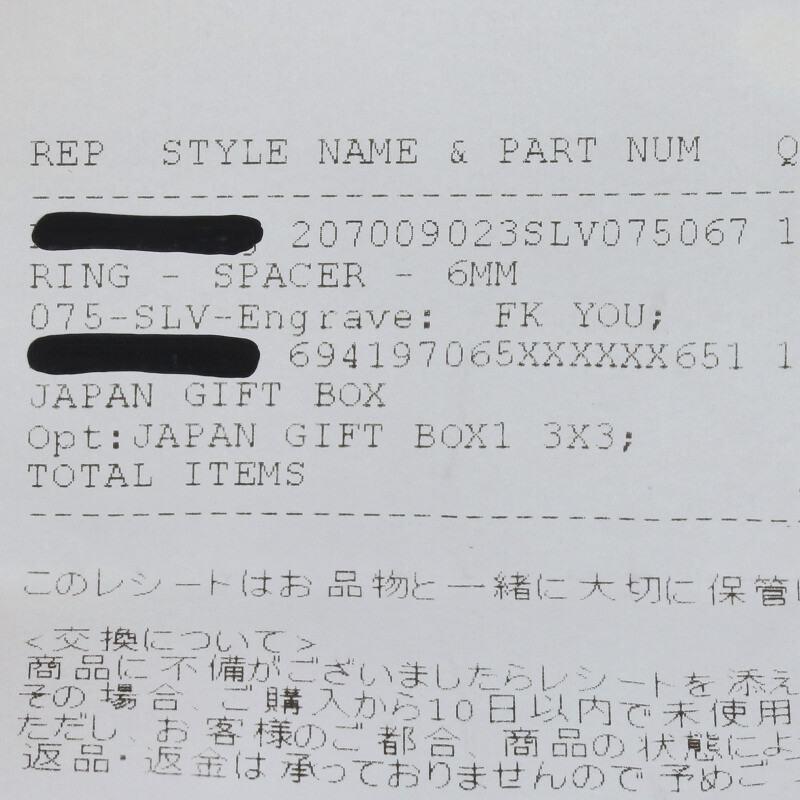 REP STYLE NAME & PART NUM Q
207009023SLV075067 1
RING - SPACER - 6MM
075-SLV-Engrave: FK YOU;
694197065XXXXXX651 1
JAPAN GIFT BOX
Opt:JAPAN GIFT BOX1 3X3;
TOTAL ITEMS
このレシートはお品物と一緒に大切に保管
<交換について>
商品に不備がございましたらレシートを添え
その場合、ご購入から10日以内で未使用
ただし、お客様のご都合、商品の状態によ
返品・返金は承っておりませんので予めご